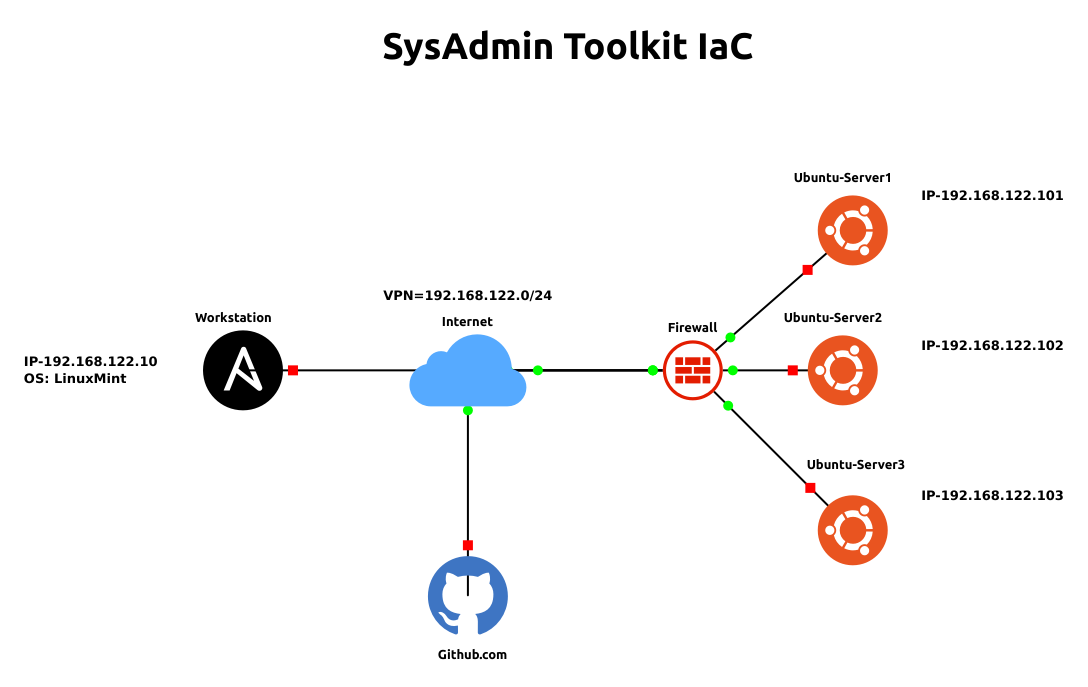 SysAdmin Toolkit IaC
Ubuntu-Server1
IP-192.168.122.101
VPN=192.168.122.0/24
Internet
Workstation
Firewall
Ubuntu-Server2
IP-192.168.122.102
IP-192.168.122.10
OS: LinuxMint
Ubuntu-Server3
IP-192.168.122.103
Github.com